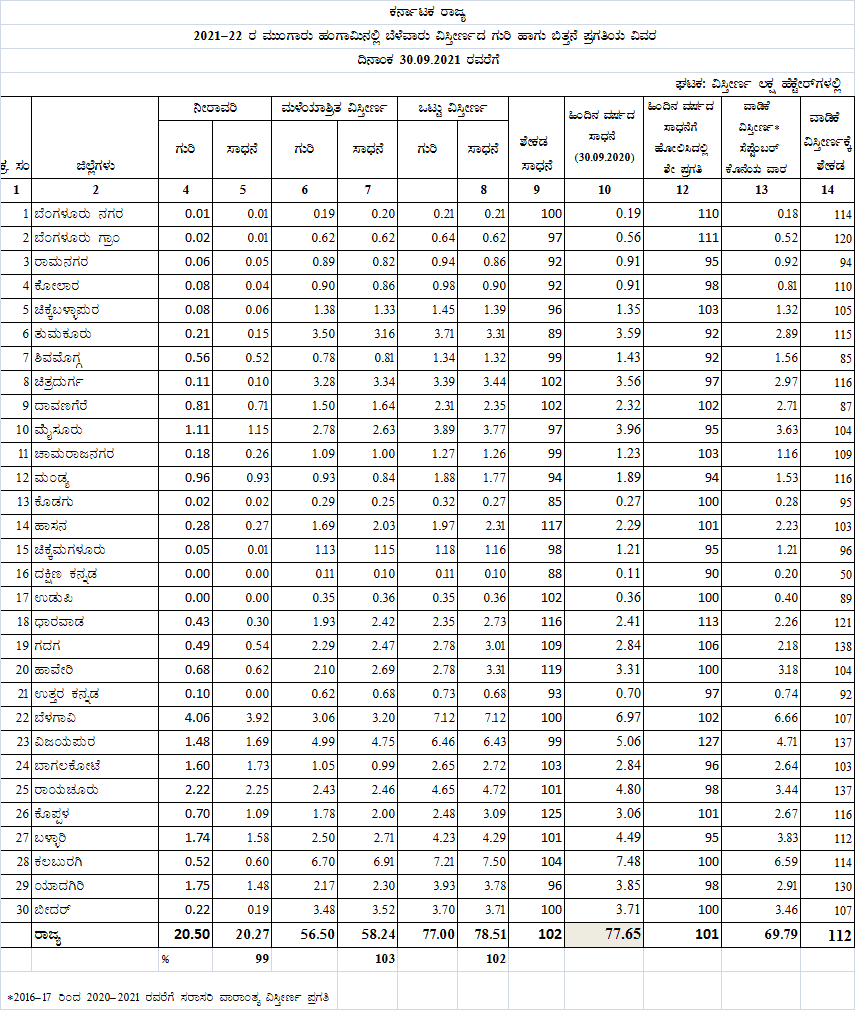 ಕರ್ನಾಟಕ ರಾಜ್ಯ
2021–22 ರ ಮುಂಗಾರು ಹಂಗಾಮಿನಲ್ಲಿ ಬೆಳೆವಾರು ವಿಸ್ತೀರ್ಣದ ಗುರಿ ಹಾಗು ಬಿತ್ತನೆ ಪ್ರಗತಿಯ ವಿವರ
ದಿನಾಂಕ 30.09.2021 ರವರೆಗೆ
ಘಟಕ: ವಿಸ್ತೀರ್ಣ ಲಕ್ಷ ಹೆಕ್ಟೇರ್‌ಗಳಲ್ಲಿ
ಕ್ರ. ಸಂ ಜಿಲ್ಲೆಗಳು ನೀರಾವರಿ ಮಳೆಯಾಶ್ರಿತ ವಿಸ್ತೀರ್ಣ ಒಟ್ಟು ವಿಸ್ತೀರ್ಣ ಶೇಕಡ ಸಾಧನೆ ಹಿಂದಿನ ವರ್ಷದ ಸಾಧನೆ (30.09.2020) ಹಿಂದಿನ ವರ್ಷದ ಸಾಧನೆಗೆ ಹೋಲಿಸಿದಲ್ಲಿ ಶೇ ಪ್ರಗತಿ ವಾಡಿಕೆ ವಿಸ್ತೀರ್ಣ* ಸೆಪ್ಟೆಂಬರ್ ಕೊನೆಯ ವಾರ ವಾಡಿಕೆ ವಿಸ್ತೀರ್ಣಕ್ಕೆ ಶೇಕಡ
ಗುರಿ ಸಾಧನೆ ಗುರಿ ಸಾಧನೆ ಗುರಿ ಸಾಧನೆ
1 2 4 5 6 7 8 9 10 12 13 14
1 ಬೆಂಗಳೂರು ನಗರ 0.01 0.01 0.19 0.20 0.21 0.21 100 0.19 110 0.18 114
2 ಬೆಂಗಳೂರು ಗ್ರಾಂ 0.02 0.01 0.62 0.62 0.64 0.62 97 0.56 111 0.52 120
3 ರಾಮನಗರ 0.06 0.05 0.89 0.82 0.94 0.86 92 0.91 95 0.92 94
4 ಕೋಲಾರ 0.08 0.04 0.90 0.86 0.98 0.90 92 0.91 98 0.81 110
5 ಚಿಕ್ಕಬಳ್ಳಾಪುರ 0.08 0.06 1.38 1.33 1.45 1.39 96 1.35 103 1.32 105
6 ತುಮಕೂರು 0.21 0.15 3.50 3.16 3.71 3.31 89 3.59 92 2.89 115
7 ಶಿವಮೊಗ್ಗ 0.56 0.52 0.78 0.81 1.34 1.32 99 1.43 92 1.56 85
8 ಚಿತ್ರದುರ್ಗ 0.11 0.10 3.28 3.34 3.39 3.44 102 3.56 97 2.97 116
9 ದಾವಣಗೆರೆ 0.81 0.71 1.50 1.64 2.31 2.35 102 2.32 102 2.71 87
10 ಮೈಸೂರು 1.11 1.15 2.78 2.63 3.89 3.77 97 3.96 95 3.63 104
11 ಚಾಮರಾಜನಗರ 0.18 0.26 1.09 1.00 1.27 1.26 99 1.23 103 1.16 109
12 ಮಂಡ್ಯ 0.96 0.93 0.93 0.84 1.88 1.77 94 1.89 94 1.53 116
13 ಕೊಡಗು 0.02 0.02 0.29 0.25 0.32 0.27 85 0.27 100 0.28 95
14 ಹಾಸನ 0.28 0.27 1.69 2.03 1.97 2.31 117 2.29 101 2.23 103
15 ಚಿಕ್ಕಮಗಳೂರು 0.05 0.01 1.13 1.15 1.18 1.16 98 1.21 95 1.21 96
16 ದಕ್ಷಿಣ ಕನ್ನಡ 0.00 0.00 0.11 0.10 0.11 0.10 88 0.11 90 0.20 50
17 ಉಡುಪಿ 0.00 0.00 0.35 0.36 0.35 0.36 102 0.36 100 0.40 89
18 ಧಾರವಾಡ 0.43 0.30 1.93 2.42 2.35 2.73 116 2.41 113 2.26 121
19 ಗದಗ 0.49 0.54 2.29 2.47 2.78 3.01 109 2.84 106 2.18 138
20 ಹಾವೇರಿ 0.68 0.62 2.10 2.69 2.78 3.31 119 3.31 100 3.18 104
21 ಉತ್ತರ ಕನ್ನಡ 0.10 0.00 0.62 0.68 0.73 0.68 93 0.70 97 0.74 92
22 ಬೆಳಗಾವಿ 4.06 3.92 3.06 3.20 7.12 7.12 100 6.97 102 6.66 107
23 ವಿಜಯಪುರ 1.48 1.69 4.99 4.75 6.46 6.43 99 5.06 127 4.71 137
24 ಬಾಗಲಕೋಟೆ 1.60 1.73 1.05 0.99 2.65 2.72 103 2.84 96 2.64 103
25 ರಾಯಚೂರು 2.22 2.25 2.43 2.46 4.65 4.72 101 4.80 98 3.44 137
26 ಕೊಪ್ಪಳ 0.70 1.09 1.78 2.00 2.48 3.09 125 3.06 101 2.67 116
27 ಬಳ್ಳಾರಿ 1.74 1.58 2.50 2.71 4.23 4.29 101 4.49 95 3.83 112
28 ಕಲಬುರಗಿ 0.52 0.60 6.70 6.91 7.21 7.50 104 7.48 100 6.59 114
29 ಯಾದಗಿರಿ 1.75 1.48 2.17 2.30 3.93 3.78 96 3.85 98 2.91 130
30 ಬೀದರ್ 0.22 0.19 3.48 3.52 3.70 3.71 100 3.71 100 3.46 107
ರಾಜ್ಯ 20.50 20.27 56.50 58.24 77.00 78.51 102 77.65 101 69.79 112
% 99 103 102
*2016–17 ರಿಂದ 2020–2021 ರವರೆಗೆ ಸರಾಸರಿ ವಾರಾಂತ್ಯ ವಿಸ್ತೀರ್ಣ ಪ್ರಗತಿ